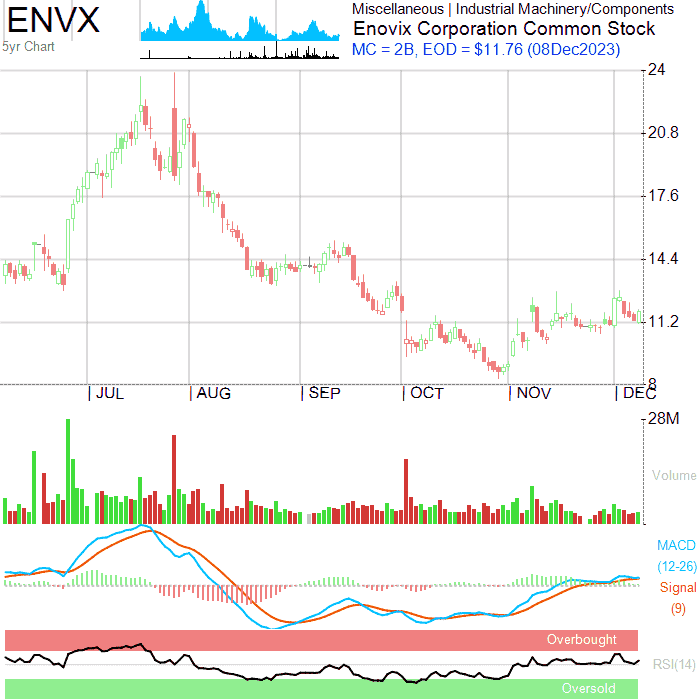 ENVX
5yr Chart
Miscellaneous | Industrial Machinery/Components
Enovix Corporation Common Stock
MC = 2B, EOD = $11.76 (08Dec2023)
24
20.8
17.6
14.4
11.2
8
JUL AUG SEP OCT NOV DEC
28M
Volume
MACD
(12-26)
Signal
(9)
Overbought
RSI(14)
Oversold